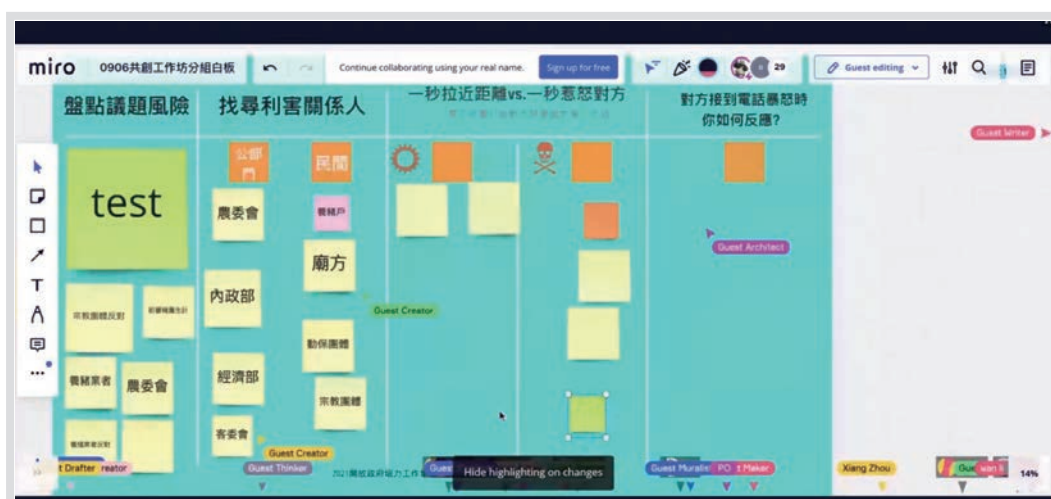 miro
0906共創工作坊分組白板
Continue collaborating using your real name.
Sign up for free
29
Guest editing
盤點議題風險
找尋利害關係人
一秒拉近距離vs.一秒惹怒對方
對方接到電話暴怒時
你如何反應?
Guest Writer
test
公部
門
民間
農委會
養豬戶
廟方
Guest Architect
內政部
Guest Creator
宗教團體反對
動保團體
養豬業者
農委會
經濟部
宗教團體
客委會
Guest Creator
t Drafter
reator
Guest Thinker
Hide highlighting on changes
Guest Muralis
PO
t Maker
Xiang Zhou
14%